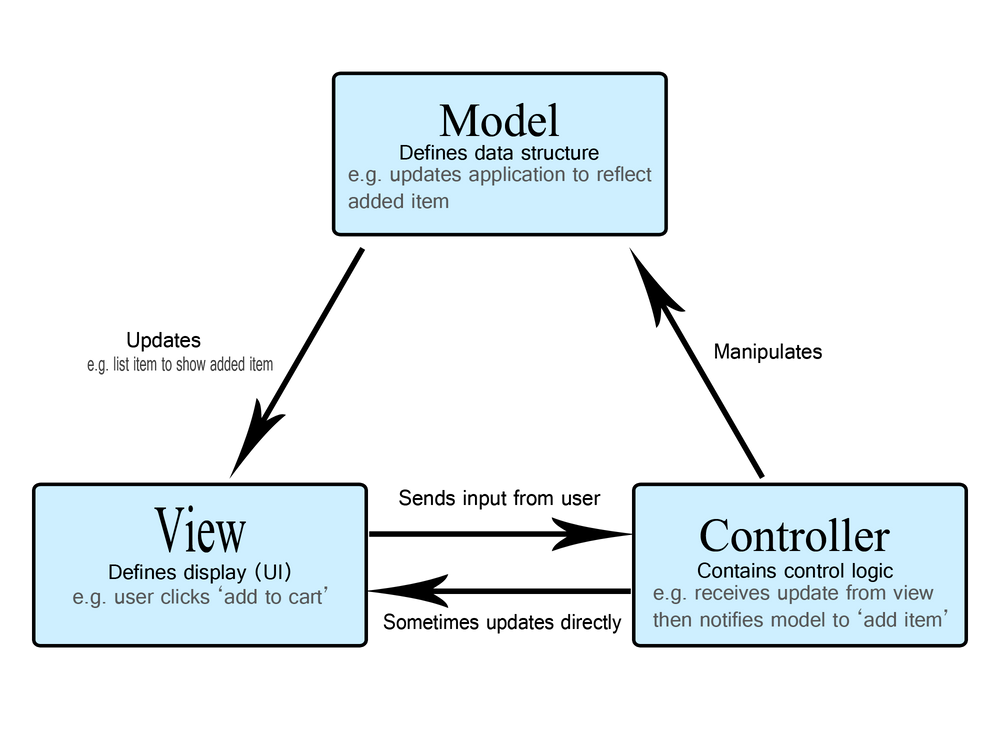 Model
Defines data structure
e.g. updates application to reflect
added item
Updates
e.g. list item to show added item
Manipulates
View
Defines display (UI)
e.g. user clicks ‘add to cart’
Sends input from user
Sometimes updates directly
Controller
Contains control logic
e.g. receives update from view
then notifies model to ‘add item’